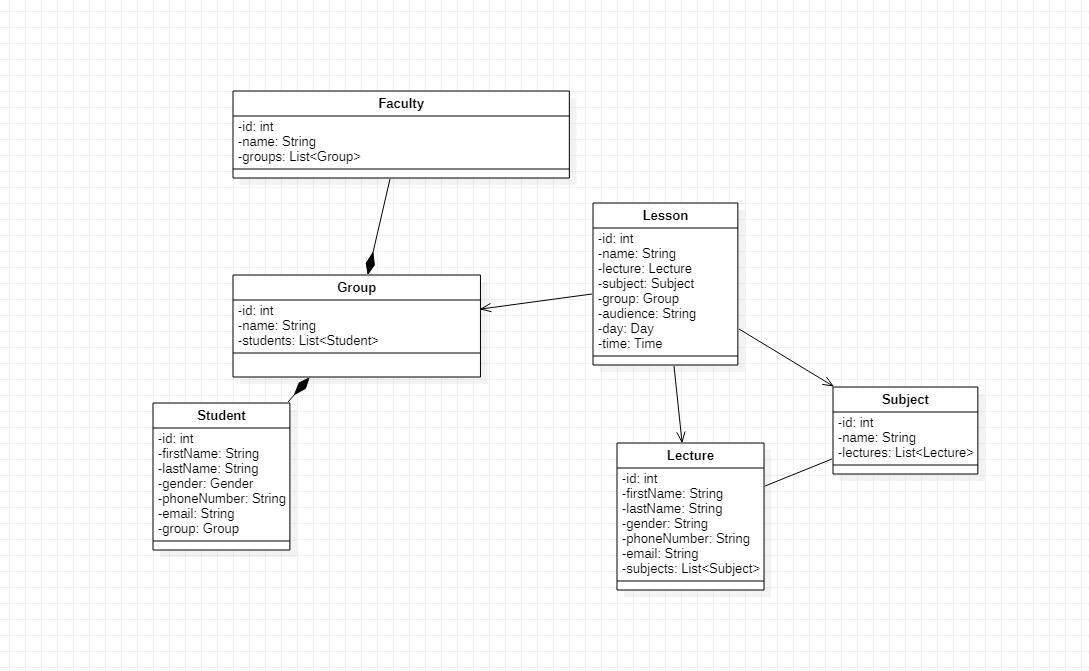 Faculty
-id: int
-name: String
-groups: List<Group>
Group
-id: int
-name: String
-students: List<Student>
Student
-id: int
-firstName: String
-lastName: String
-gender: Gender
-phoneNumber: String
-email: String
-group: Group
Lesson
-id: int
-name: String
-lecture: Lecture
-subject: Subject
-group: Group
-audience: String
-day: Day
-time: Time
Lecture
-id: int
-firstName: String
-lastName: String
-gender: String
-phoneNumber: String
-email: String
-subjects: List<Subject>
Subject
-id: int
-name: String
-lectures: List<Lecture>